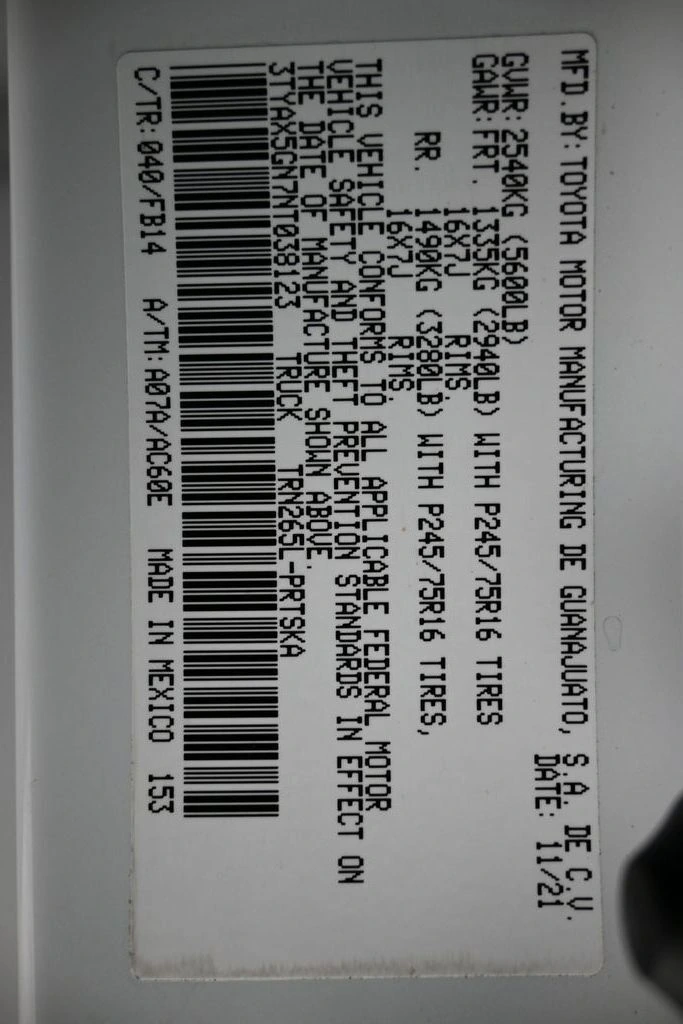 MFD. BY: TOYOTA MOTOR MANUFACTURING DE GUANAJUATO, S.A. DE C.V.
DATE: 11/21
GVWR: 2540KG (5600LB)
GAWR: FRT. 1335KG (2940LB) WITH P245/75R16 TIRES
16X7J RIMS,
RR. 1490KG (3280LB) WITH P245/75R16 TIRES,
16X7J RIMS,
THIS VEHICLE CONFORMS TO ALL APPLICABLE FEDERAL MOTOR
VEHICLE SAFETY AND THEFT PREVENTION STANDARDS IN EFFECT ON
THE DATE OF MANUFACTURE SHOWN ABOVE.
3TYAX5GN7NT038123 TRUCK TRN265L-PRTSKA
C/TR: 040/FB14 A/TM: A07A/AC60E MADE IN MEXICO 153